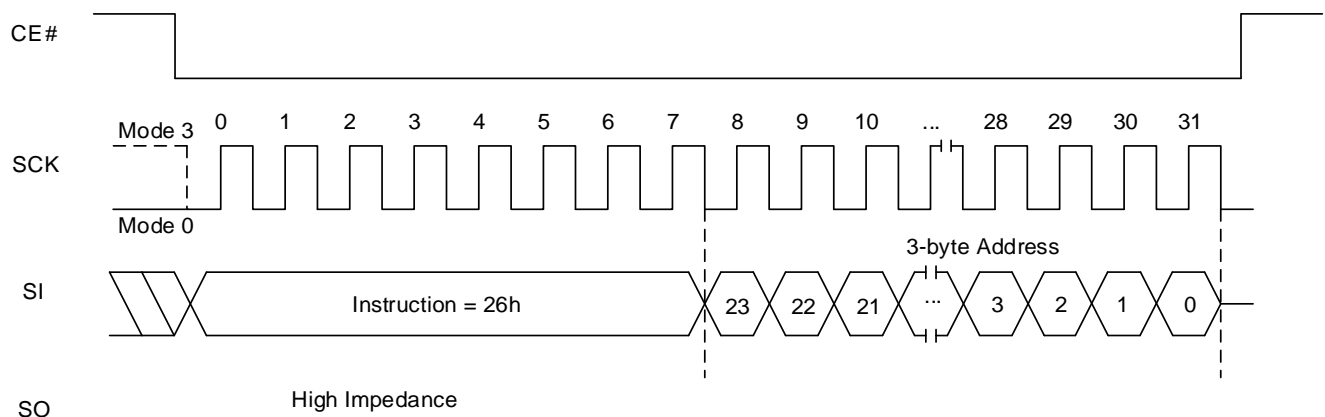 CE#
Mode 3
0 1 2 3 4 5 6 7 8 9 10 ... 28 29 30 31
SCK
Mode 0
3-byte Address
SI
Instruction = 26h
23 22 21 ... 3 2 1 0
High Impedance
SO